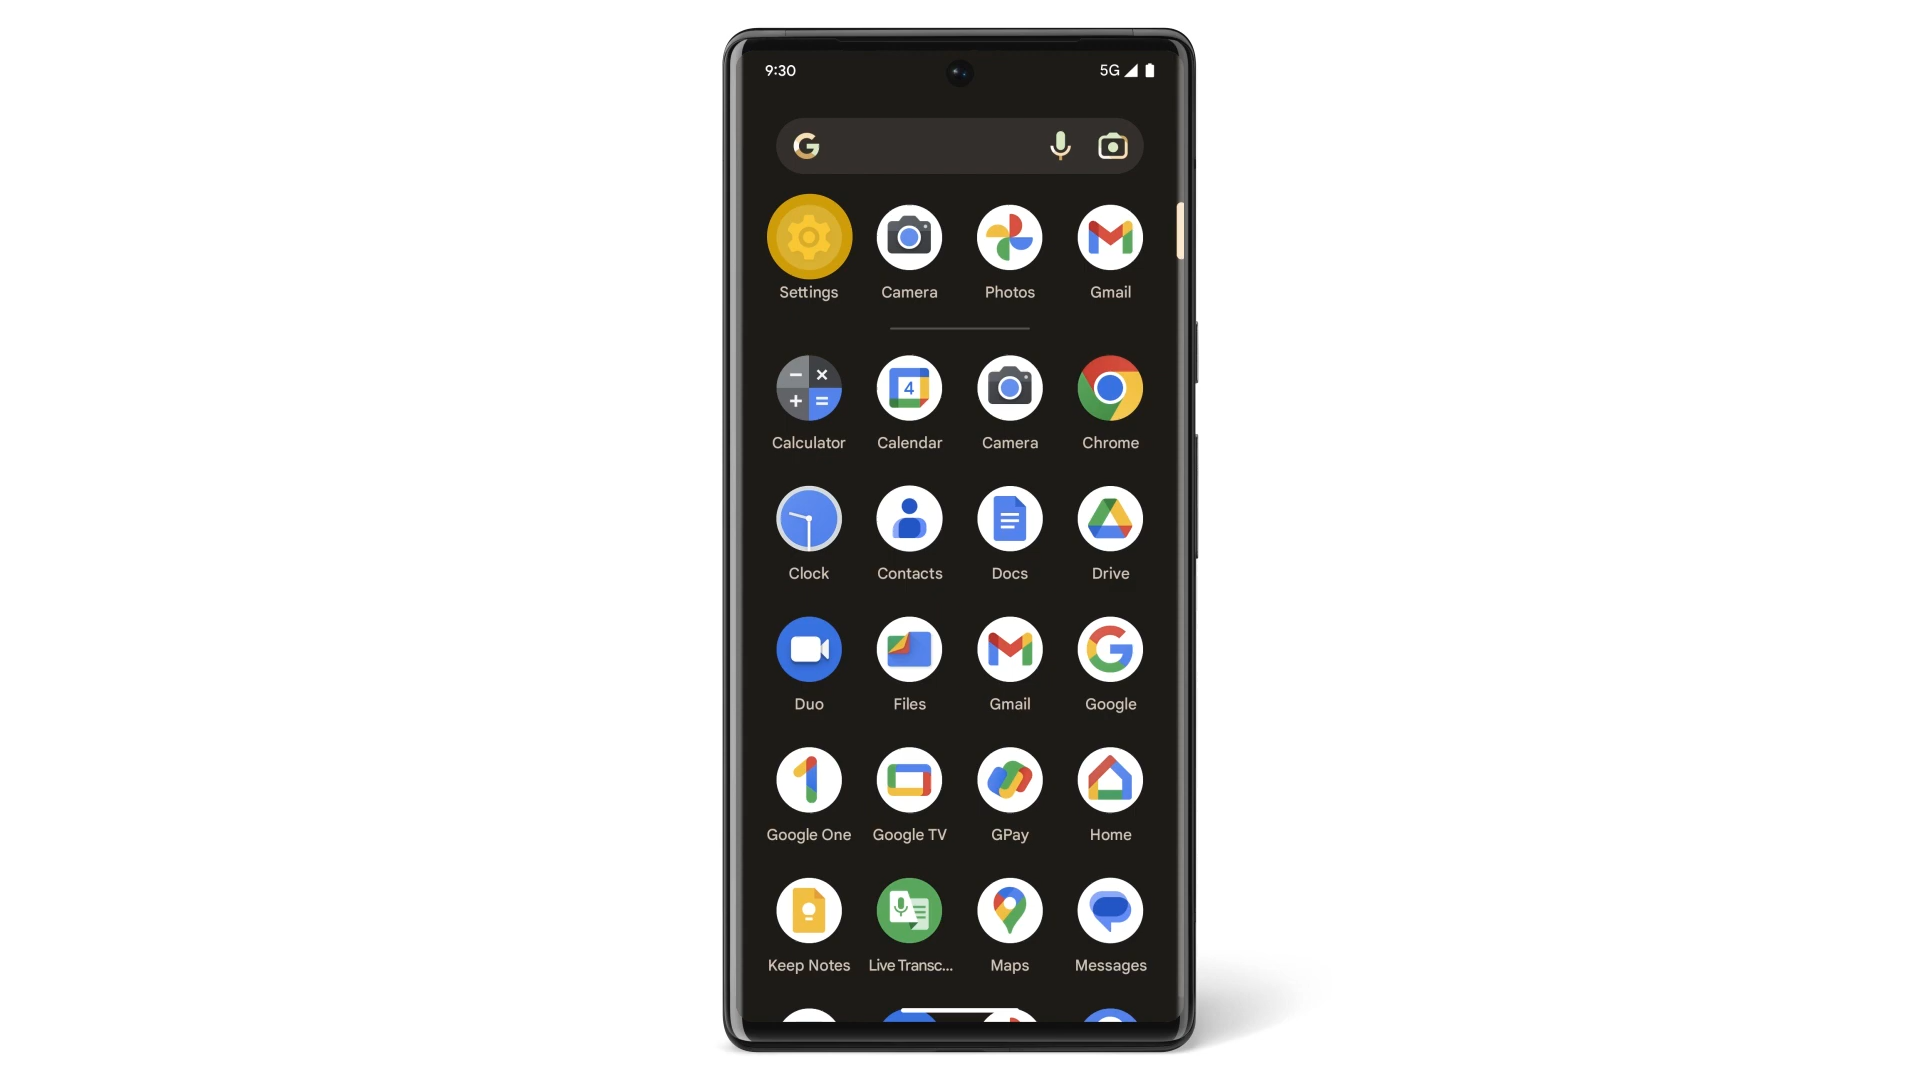 9:30 5G
Settings Camera Photos Gmail
Calculator Calendar Camera Chrome
4
Clock Contacts Docs Drive
Duo Files Gmail Google
Google One Google TV GPay Home
Keep Notes Live Transc... Maps Messages